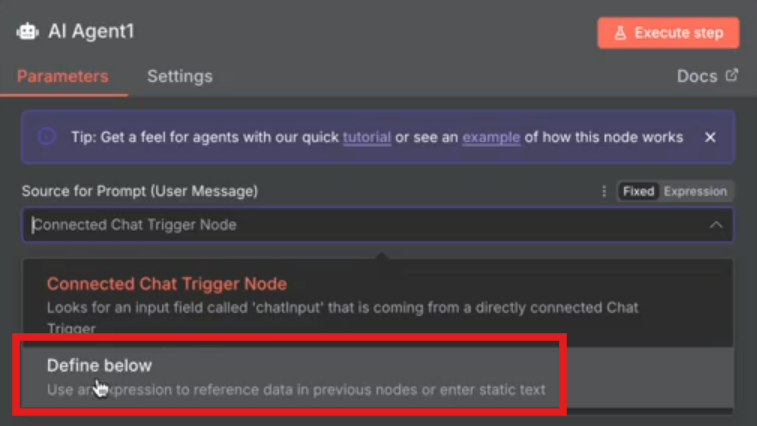 AI Agent1
Execute step
Parameters
Settings
Docs
Tip: Get a feel for agents with our quick tutorial or see an example of how this node works
Source for Prompt (User Message)
Fixed
Expression
Connected Chat Trigger Node
Connected Chat Trigger Node
Looks for an input field called 'chatInput' that is coming from a directly connected Chat
Trigger
Define below
Use an expression to reference data in previous nodes or enter static text